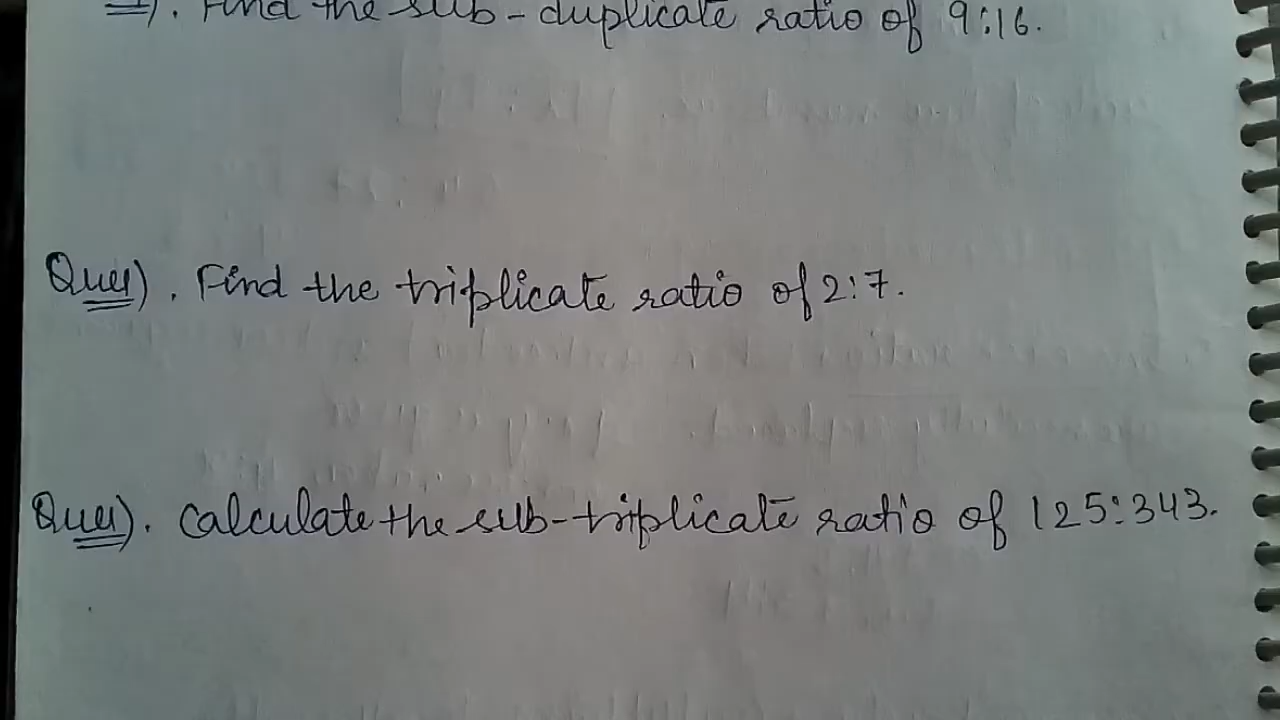 . Find the sub-duplicate ratio of 9:16.
Ques). Find the triplicate ratio of 2:7.
Ques). Calculate the sub-triplicate ratio of 125:343.